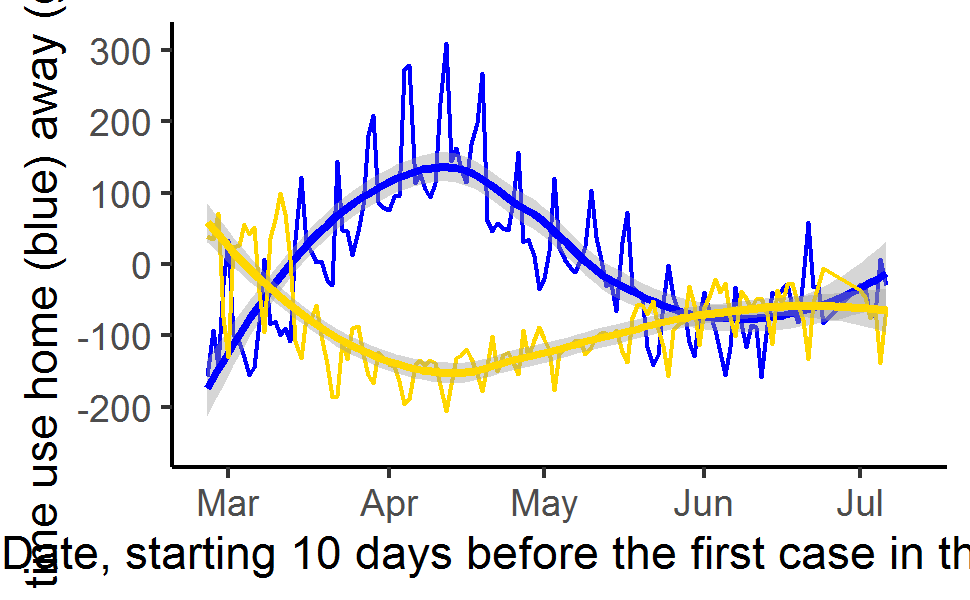 time use home (blue) away (
300
200
100
0
-100
-200
Mar Apr May Jun Jul
Date, starting 10 days before the first case in th